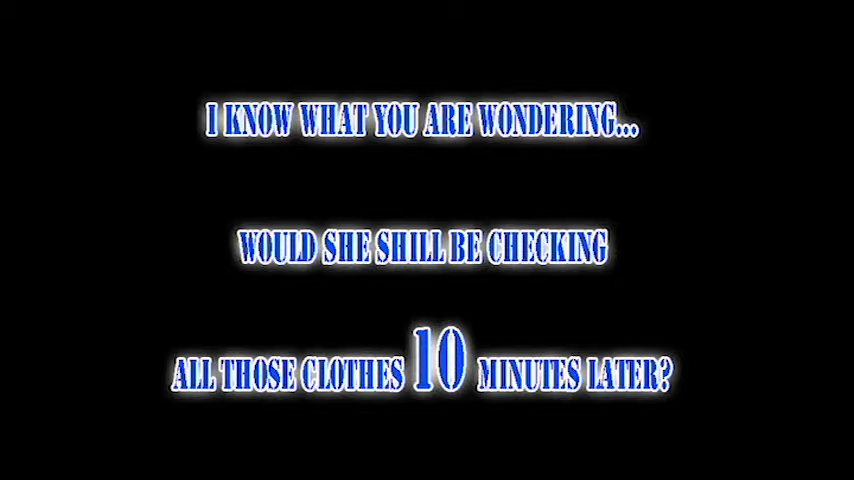 I KNOW WHAT YOU ARE WONDERING...
WOULD SHE SHILL BE CHECKING
ALL THOSE CLOTHES 10 MINUTES LATER?